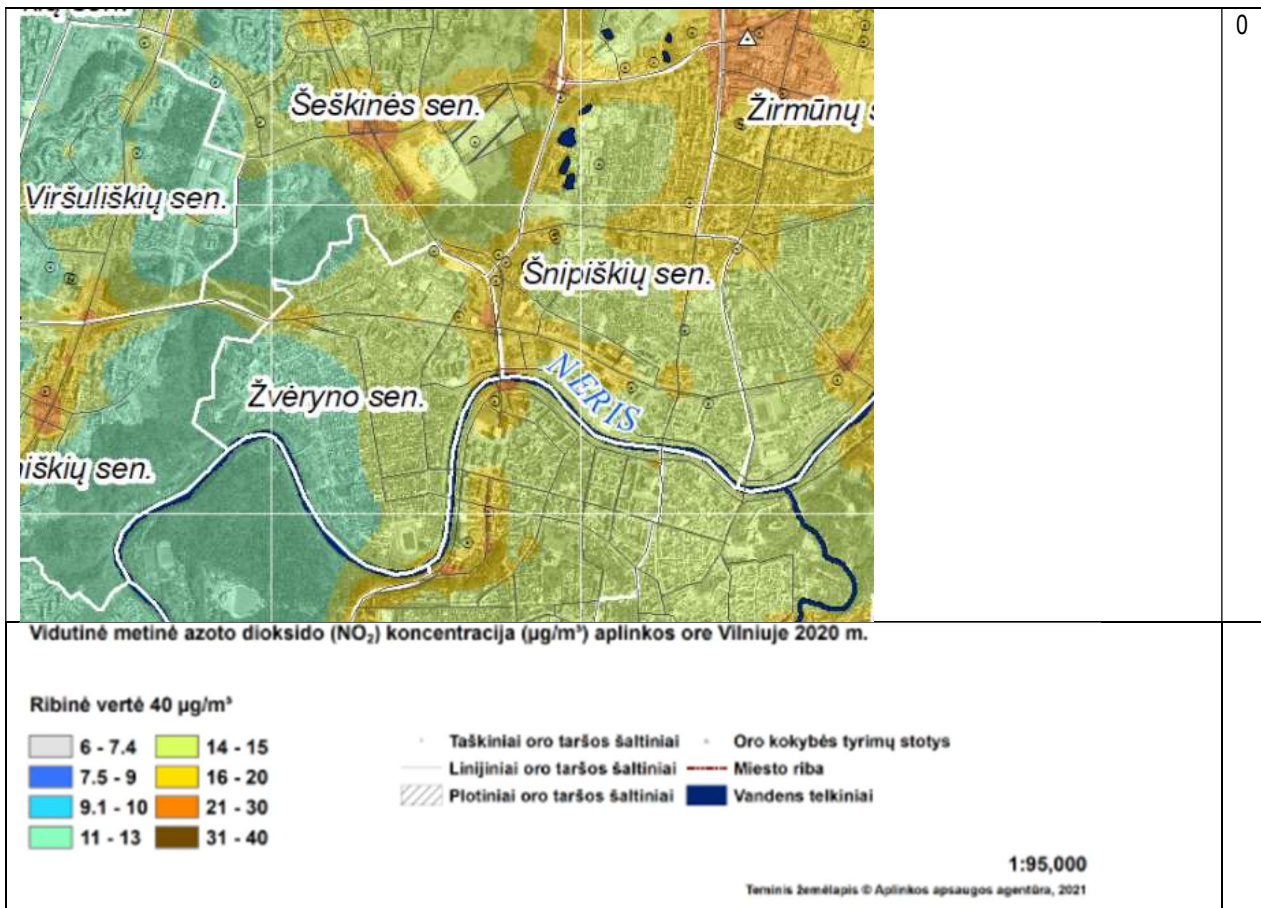 0
Šeškinės sen.
Žirmūnų s
Viršuliškių sen.
Šnipiškių sen.
NERIS
Žvėryno sen.
iškių sen.
Vidutinė metinė azoto dioksido (NO₂) koncentracija (µg/m³) aplinkos ore Vilniuje 2020 m.
Ribinė vertė 40 µg/m³
6 - 7.4 14 - 15 Taškiniai oro taršos šaltiniai Oro kokybės tyrimų stotys
7.5 - 9 16 - 20 Linijiniai oro taršos šaltiniai Miesto riba
9.1 - 10 21 - 30 Plotiniai oro taršos šaltiniai Vandens telkiniai
11 - 13 31 - 40
1:95,000
Teminis žemėlapis © Aplinkos apsaugos agentūra, 2021